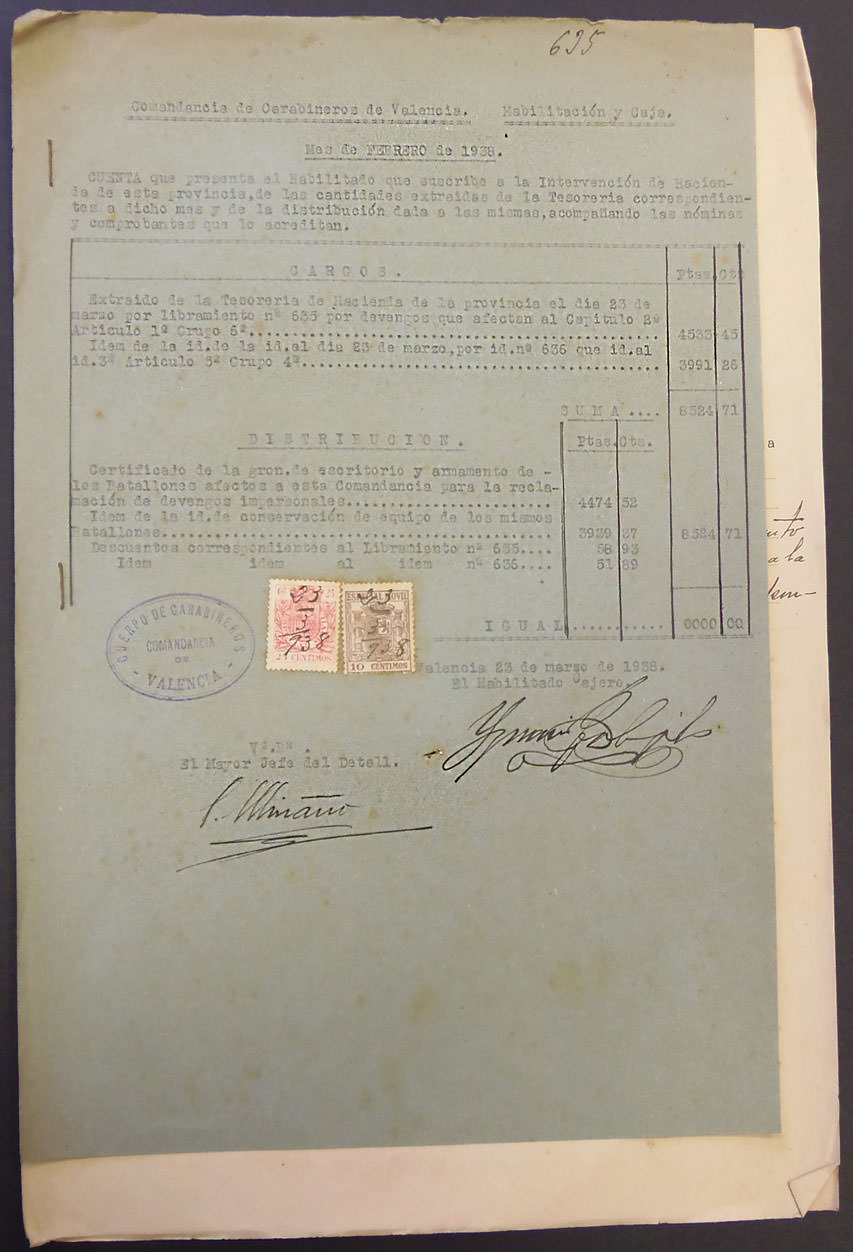 695
Comandancia de Carabineros de Valencia. Habilitación y Caja.
Mes de FEBRERO de 1938.
CUENTA que presenta el Habilitado que suscribe a la Intervención de Hacien-
da de esta provincia,de las cantidades extraidas de la Tesoreria correspondien-
tes a dicho mes y de la distribución dada a las mismas,acompañando las nóminas
y comprobantes que lo acreditan.
CARGOS. Ptas. Cts
Extraido de la Tesoreria de Hacienda de la provincia el dia 23 de
marzo por libramiento nº 635 por devengos que afectan al Capitulo 2º
Articulo 1º Grupo 6º 4533 45
Idem de la id.de la id.al dia 23 de marzo,por id.nº 636 que id.al
id.3º Articulo 5º Grupo 4º 3991 26
SUMA.... 8524 71
DISTRIBUCION. Ptas. Cts.
Certificado de la gron.de escritorio y armamento de -
los Batallones afectos a esta Comandancia para la recla-
mación de devengos impersonales 4474 52
Idem de la id.de conservación de equipo de los mismos
Batallones 3939 37 8524 71
Descuentos correspondientes al Libramiento nº 635.... 58 93
Idem idem al idem nº 636.... 51 89
IGUAL 0000 00
CUERPO DE CARABINEROS
COMANDANCIA
DE
VALENCIA
25 CENTIMOS
ESPECIAL MOVIL
10 CENTIMOS
23
3
938
23
3
938
Valencia 23 de marzo de 1938.
El Habilitado Cajero.
Vº.Bº.
El Mayor Jefe del Detall.
Miñano
a
a la